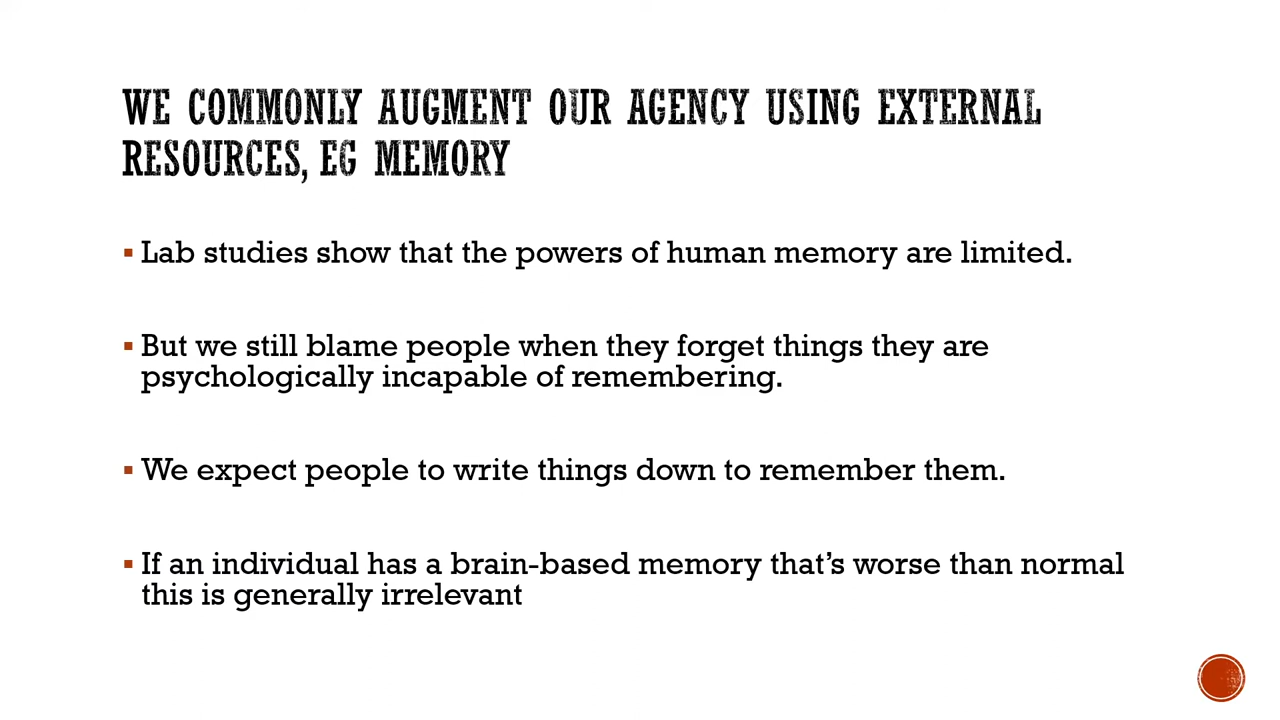 WE COMMONLY AUGMENT OUR AGENCY USING EXTERNAL
RESOURCES, EG MEMORY
▪ Lab studies show that the powers of human memory are limited.
▪ But we still blame people when they forget things they are
psychologically incapable of remembering.
▪ We expect people to write things down to remember them.
▪ If an individual has a brain-based memory that’s worse than normal
this is generally irrelevant